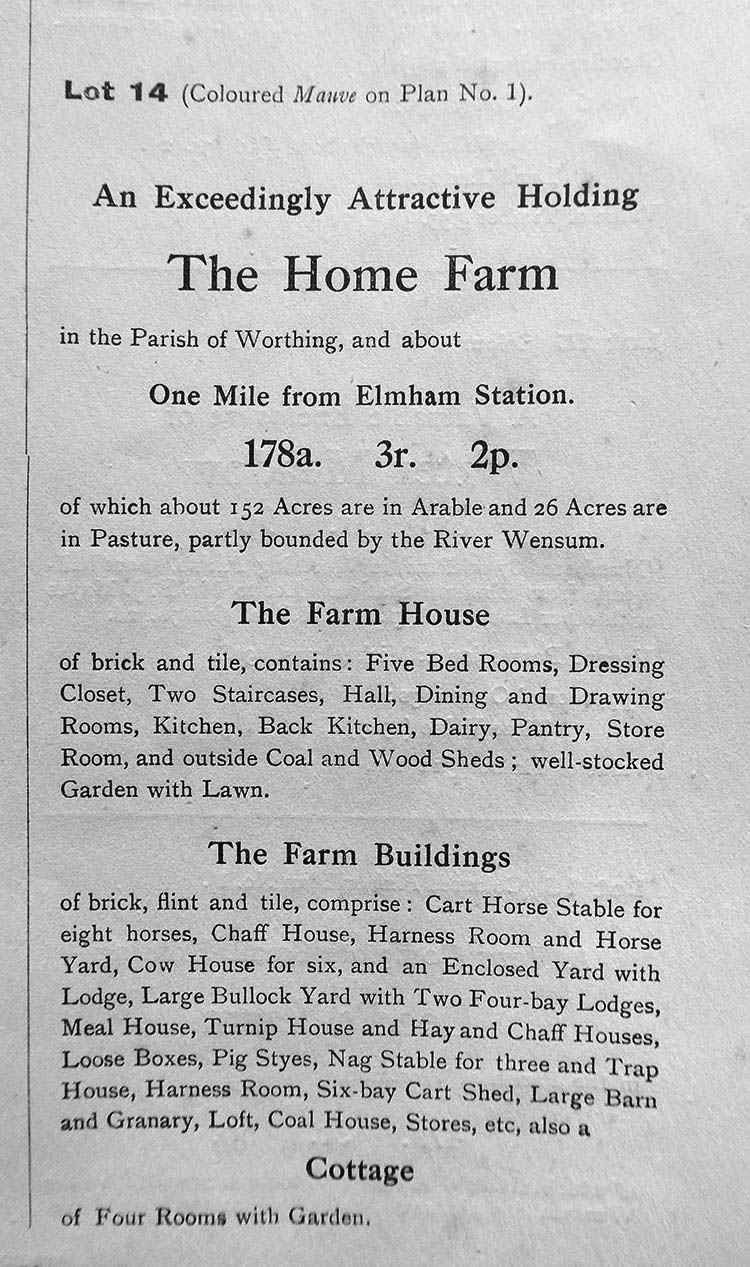 Lot 14 (Coloured Mauve on Plan No. 1).
An Exceedingly Attractive Holding
The Home Farm
in the Parish of Worthing, and about
One Mile from Elmham Station.
178a. 3r. 2p.
of which about 152 Acres are in Arable and 26 Acres are
in Pasture, partly bounded by the River Wensum.
The Farm House
of brick and tile, contains: Five Bed Rooms, Dressing
Closet, Two Staircases, Hall, Dining and Drawing
Rooms, Kitchen, Back Kitchen, Dairy, Pantry, Store
Room, and outside Coal and Wood Sheds; well-stocked
Garden with Lawn.
The Farm Buildings
of brick, flint and tile, comprise: Cart Horse Stable for
eight horses, Chaff House, Harness Room and Horse
Yard, Cow House for six, and an Enclosed Yard with
Lodge, Large Bullock Yard with Two Four-bay Lodges,
Meal House, Turnip House and Hay and Chaff Houses,
Loose Boxes, Pig Styes, Nag Stable for three and Trap
House, Harness Room, Six-bay Cart Shed, Large Barn
and Granary, Loft, Coal House, Stores, etc, also a
Cottage
of Four Rooms with Garden.